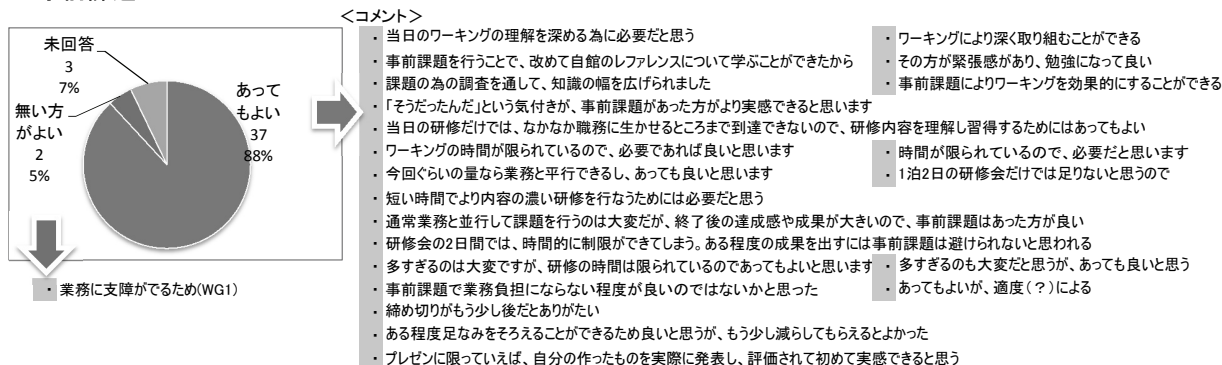 <コメント>
未回答
3
7%
無い方
がよい
2
5%
あって
もよい
37
88%
・ 業務に支障がでるため(WG1)
・ 当日のワーキングの理解を深める為に必要だと思う
・ ワーキングにより深く取り組むことができる
・ 事前課題を行うことで、改めて自館のレファレンスについて学ぶことができたから
・ その方が緊張感があり、勉強になって良い
・ 課題の為の調査を通して、知識の幅を広げられました
・ 事前課題によりワーキングを効果的にすることができる
・ 「そうだったんだ」という気付きが、事前課題があった方がより実感できると思います
・ 当日の研修だけでは、なかなか職務に生かせるところまで到達できないので、研修内容を理解し習得するためにはあってもよい
・ ワーキングの時間が限られているので、必要であれば良いと思います
・ 時間が限られているので、必要だと思います
・ 今回ぐらいの量なら業務と平行できるし、あっても良いと思います
・ 1泊2日の研修会だけでは足りないと思うので
・ 短い時間でより内容の濃い研修を行なうためには必要だと思う
・ 通常業務と並行して課題を行うのは大変だが、終了後の達成感や成果が大きいので、事前課題はあった方が良い
・ 研修会の2日間では、時間的に制限ができてしまう。ある程度の成果を出すには事前課題は避けられないと思われる
・ 多すぎるのは大変ですが、研修の時間は限られているのであってもよいと思います
・ 多すぎるのも大変だと思うが、あっても良いと思う
・ 事前課題で業務負担にならない程度が良いのではないかと思った
・ あってもよいが、適度(?)による
・ 締め切りがもう少し後だとありがたい
・ ある程度足なみをそろえることができるため良いと思うが、もう少し減らしてもらえるとよかった
・ プレゼンに限っていえば、自分の作ったものを実際に発表し、評価されて初めて実感できると思う